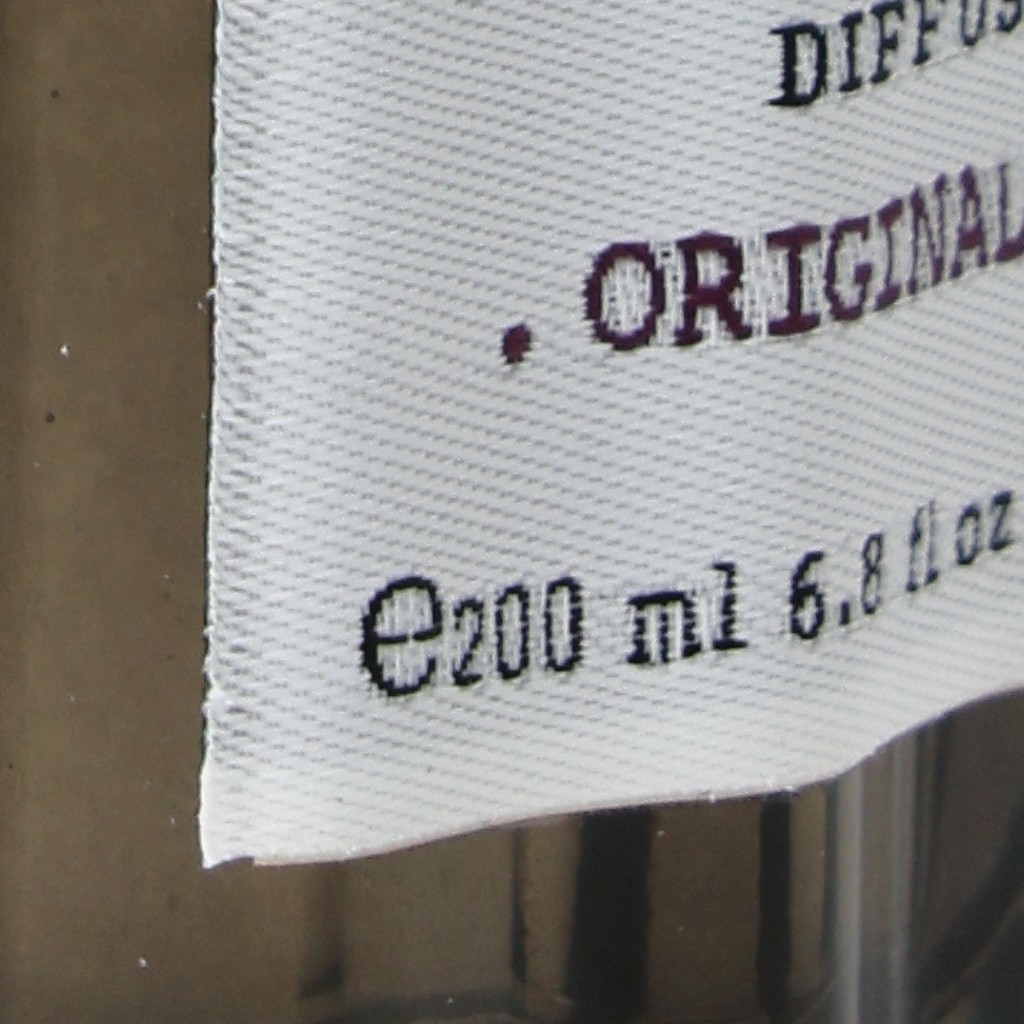 DIFFUS
. ORIGINAL
℮200 ml 6.8 fl oz